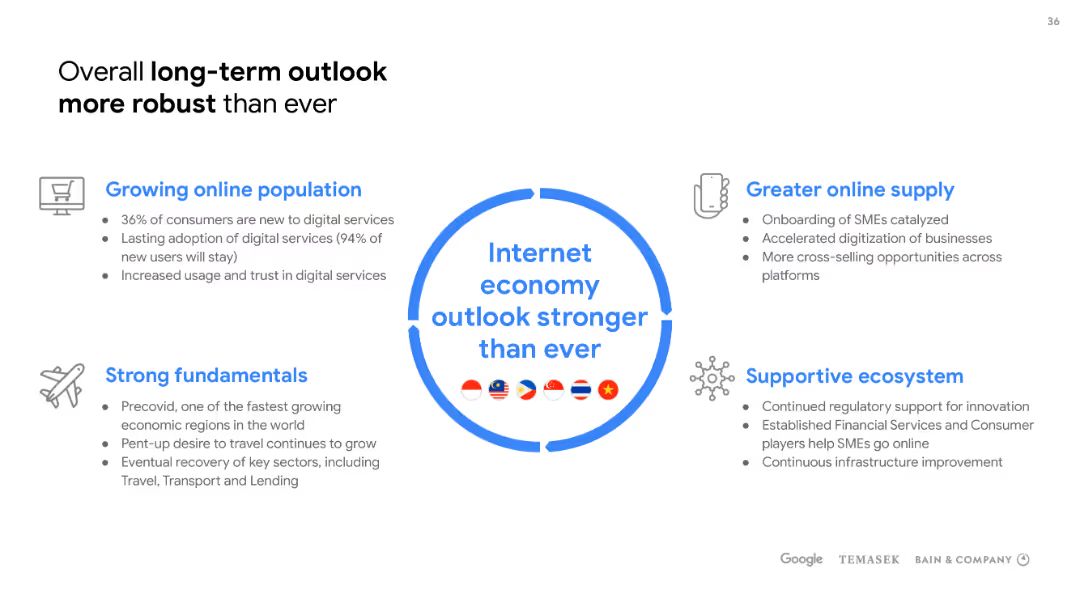 36
Overall long-term outlook
more robust than ever
Growing online population
● 36% of consumers are new to digital services
● Lasting adoption of digital services (94% of
new users will stay)
● Increased usage and trust in digital services
Strong fundamentals
● Precovid, one of the fastest growing
economic regions in the world
● Pent-up desire to travel continues to grow
● Eventual recovery of key sectors, including
Travel, Transport and Lending
Internet
economy
outlook stronger
than ever
Greater online supply
● Onboarding of SMEs catalyzed
● Accelerated digitization of businesses
● More cross-selling opportunities across
platforms
Supportive ecosystem
● Continued regulatory support for innovation
● Established Financial Services and Consumer
players help SMEs go online
● Continuous infrastructure improvement
Google TEMASEK BAIN & COMPANY